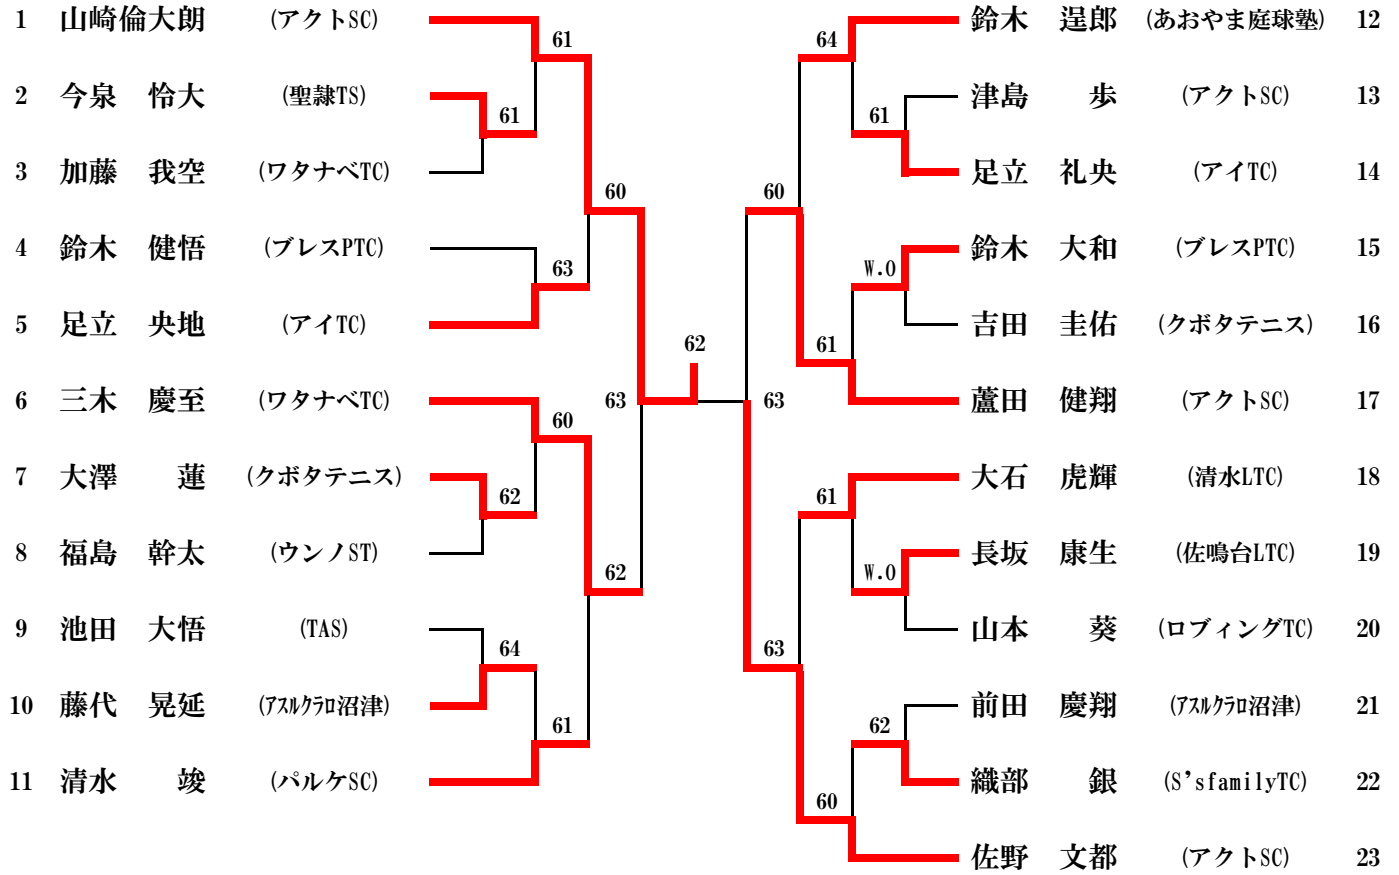 1 山崎倫大朗 (アクトSC)
2 今泉 怜大 (聖隷TS)
3 加藤 我空 (ワタナベTC)
4 鈴木 健悟 (ブレスPTC)
5 足立 央地 (アイTC)
6 三木 慶至 (ワタナベTC)
7 大澤 蓮 (クボタテニス)
8 福島 幹太 (ウンノST)
9 池田 大悟 (TAS)
10 藤代 晃延 (ｱｽﾙｸﾗﾛ沼津)
11 清水 竣 (パルケSC)
61
61
60
63
63
60
62
62
64
61
62
64
61
60
W.0
61
63
61
W.0
63
62
60
鈴木 逞郎 (あおやま庭球塾) 12
津島 歩 (アクトSC) 13
足立 礼央 (アイTC) 14
鈴木 大和 (ブレスPTC) 15
吉田 圭佑 (クボタテニス) 16
蘆田 健翔 (アクトSC) 17
大石 虎輝 (清水LTC) 18
長坂 康生 (佐鳴台LTC) 19
山本 葵 (ロブィングTC) 20
前田 慶翔 (ｱｽﾙｸﾗﾛ沼津) 21
織部 銀 (S’sfamilyTC) 22
佐野 文都 (アクトSC) 23